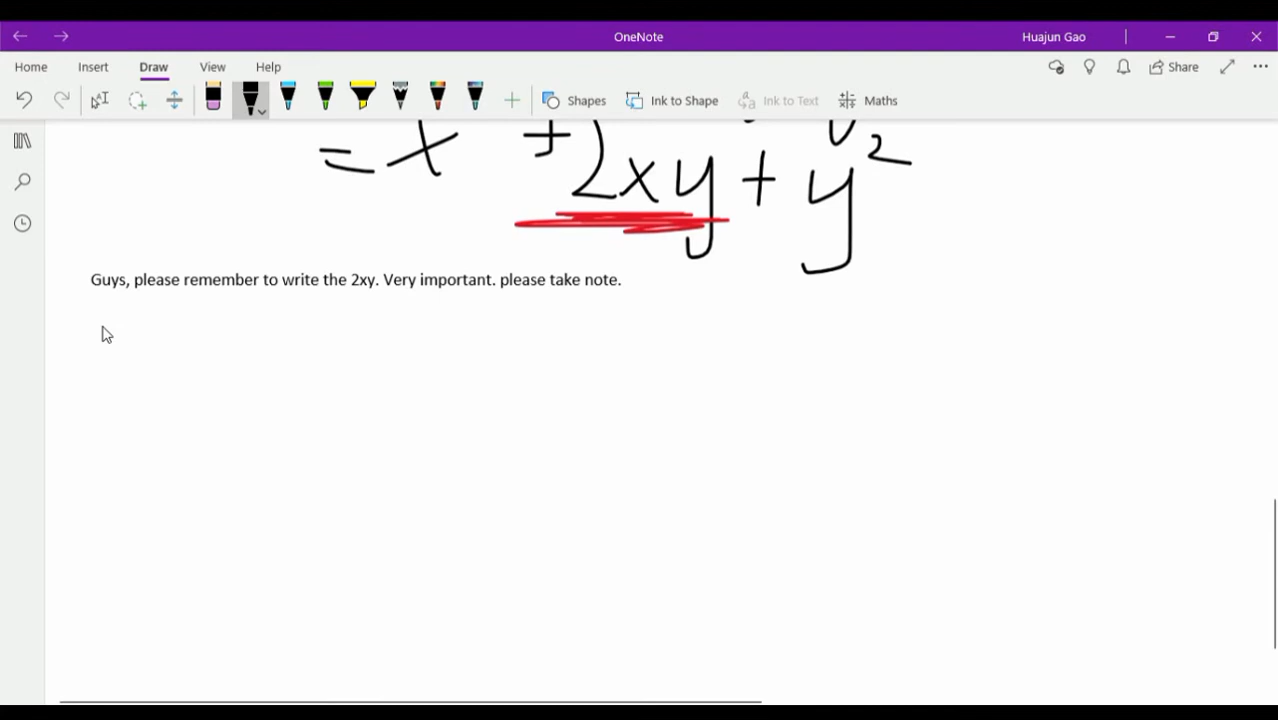 OneNote
Huajun Gao
Home Insert Draw View Help
Share
Shapes Ink to Shape Ink to Text Maths
= x + 2xy + y²
Guys, please remember to write the 2xy. Very important. please take note.